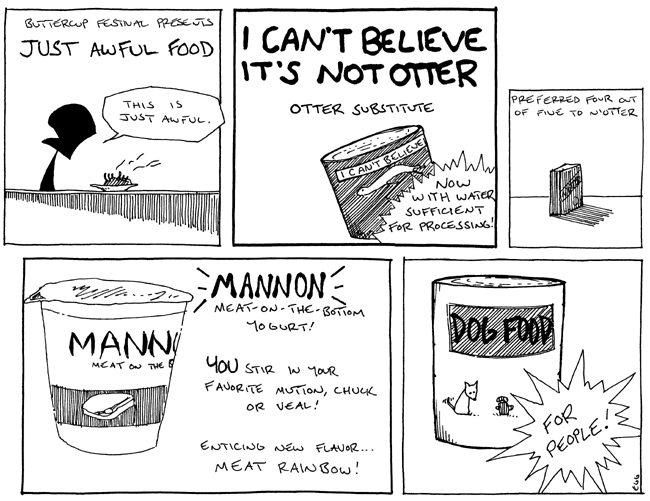 BUTTERCUP FESTIVAL PRESENTS
JUST AWFUL FOOD
THIS IS
JUST AWFUL.
I CAN'T BELIEVE
IT'S NOT OTTER
OTTER SUBSTITUTE
I CAN'T BELIEVE
NOW
WITH WATER
SUFFICIENT
FOR PROCESSING!
PREFERRED FOUR OUT
OF FIVE TO N'OTTER
N'OTTER
MANNON
MEAT-ON-THE-BOTTOM
YOGURT!
MANN
MEAT ON THE B
YOU STIR IN YOUR
FAVORITE MUTTON, CHUCK
OR VEAL!
ENTICING NEW FLAVOR...
MEAT RAINBOW!
DOG FOOD
FOR
PEOPLE!